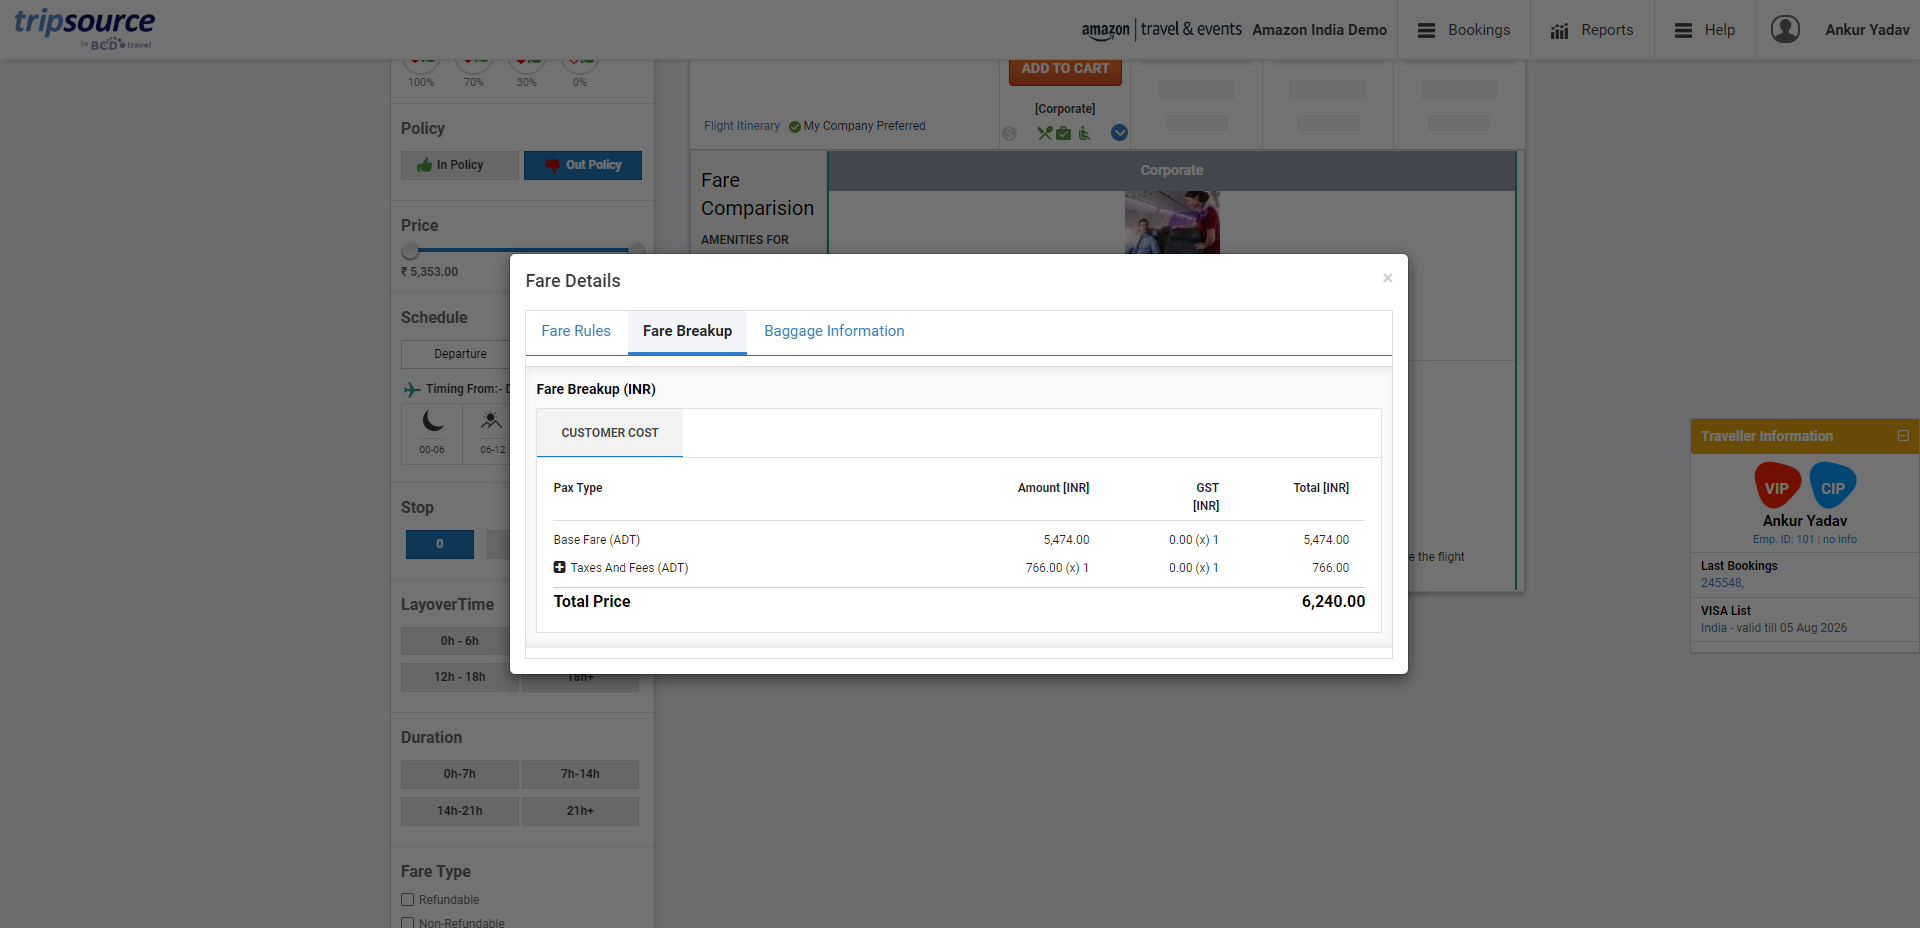 tripsource
by BCD travel
amazon | travel & events Amazon India Demo
Bookings
Reports
Help
Ankur Yadav
100% 70% 30% 0%
Policy
In Policy Out Policy
Price
₹ 5,353.00
Schedule
Departure
Timing From:- D
00-06 06-12
Stop
0
LayoverTime
0h - 6h
12h - 18h 18h+
Duration
0h-7h 7h-14h
14h-21h 21h+
Fare Type
Refundable
Non-Refundable
ADD TO CART
[Corporate]
Flight Itinerary My Company Preferred
Fare
Comparision
AMENITIES FOR
Corporate
Fare Details ×
Fare Rules Fare Breakup Baggage Information
Fare Breakup (INR)
CUSTOMER COST
Pax Type Amount [INR] GST [INR] Total [INR]
Base Fare (ADT) 5,474.00 0.00 (x) 1 5,474.00
Taxes And Fees (ADT) 766.00 (x) 1 0.00 (x) 1 766.00
Total Price 6,240.00
e the flight
Traveller Information
VIP CIP
Ankur Yadav
Emp. ID: 101 | no Info
Last Bookings
245548,
VISA List
India - valid till 05 Aug 2026